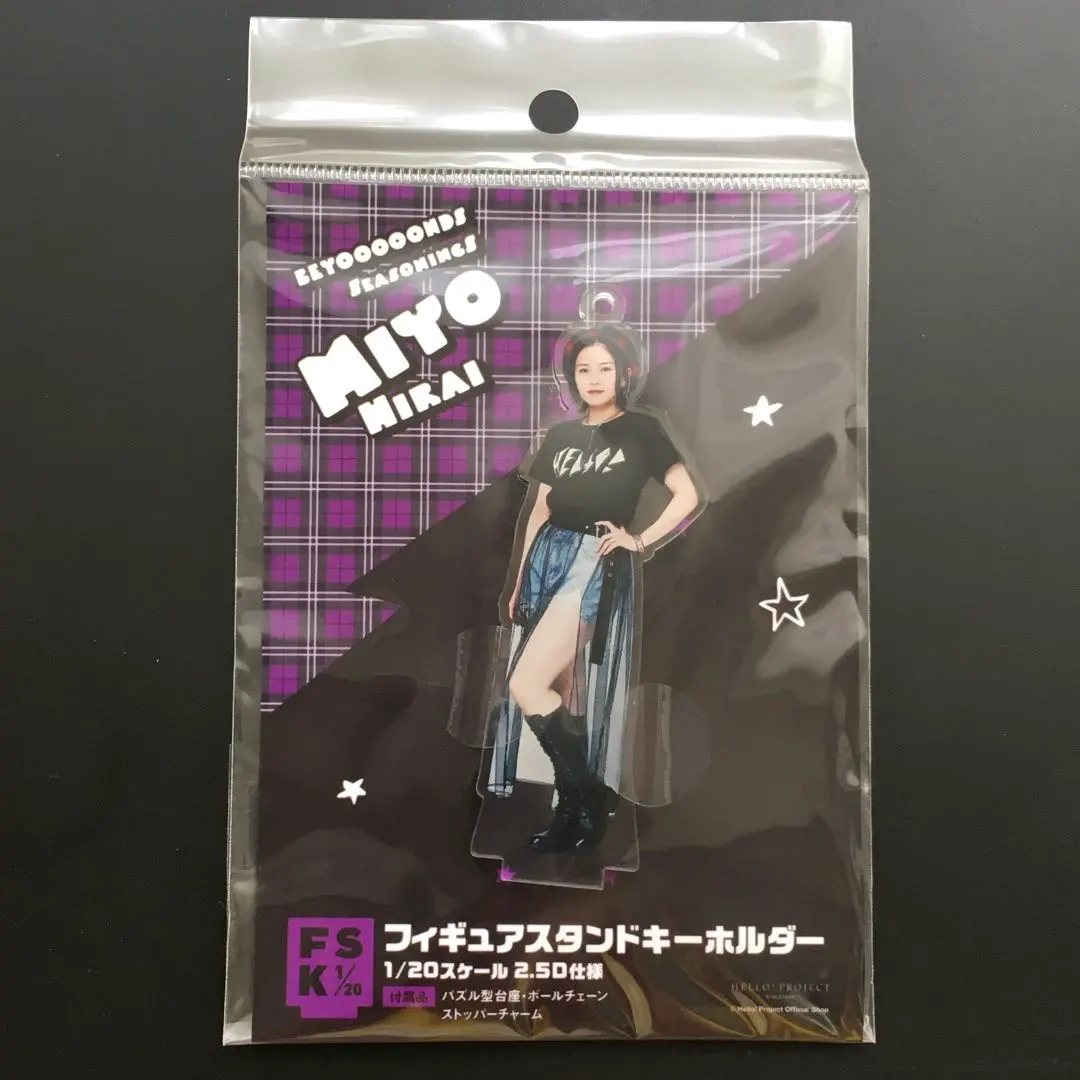 BEYOOOOONDS
SEASONINGS
MIYO
HIRAI
HELLO!
FSK 1/20
フィギュアスタンドキーホルダー
1/20スケール 2.5D仕様
付属品 パズル型台座・ボールチェーン
ストッパーチャーム
HELLO! PROJECT
SINCE1998
© Hello! Project Official Shop